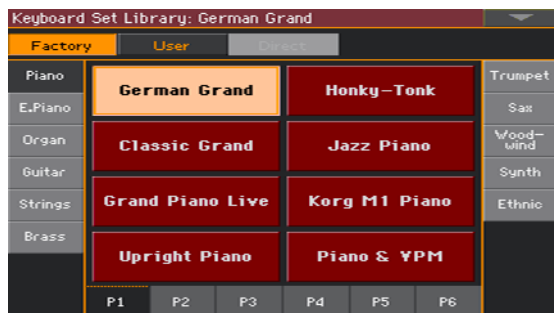 Keyboard Set Library: German Grand
Factory User Direct
Piano
E.Piano
Organ
Guitar
Strings
Brass
German Grand
Honky-Tonk
Classic Grand
Jazz Piano
Grand Piano Live
Korg M1 Piano
Upright Piano
Piano & VPM
Trumpet
Sax
Wood-
wind
Synth
Ethnic
P1 P2 P3 P4 P5 P6